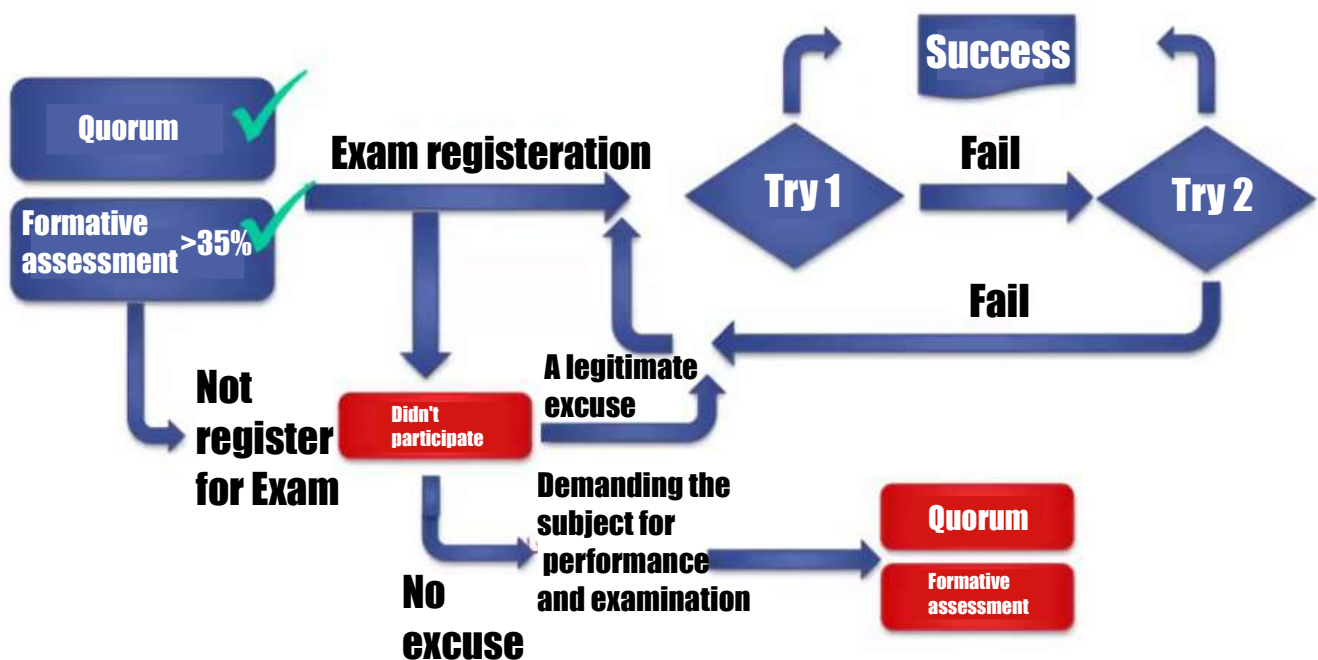 Success
Quorum
Exam registeration
Fail
Try 1
Try 2
Formative
assessment >35%
Fail
A legitimate
excuse
Not
register
for Exam
Didn't
participate
Demanding the
subject for
performance
and examination
Quorum
Formative
assessment
No
excuse